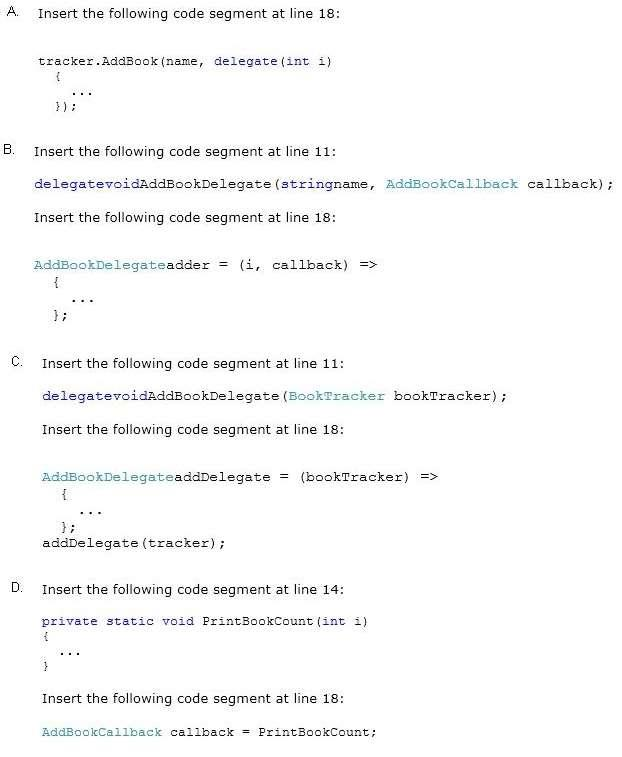 A. Insert the following code segment at line 18:
tracker.AddBook(name, delegate(int i)
{
...
});
B. Insert the following code segment at line 11:
delegatevoidAddBookDelegate(stringname, AddBookCallback callback);
Insert the following code segment at line 18:
AddBookDelegateadder = (i, callback) =>
{
...
};
C. Insert the following code segment at line 11:
delegatevoidAddBookDelegate(BookTracker bookTracker);
Insert the following code segment at line 18:
AddBookDelegateaddDelegate = (bookTracker) =>
{
...
};
addDelegate(tracker);
D. Insert the following code segment at line 14:
private static void PrintBookCount(int i)
{
...
}
Insert the following code segment at line 18:
AddBookCallback callback = PrintBookCount;